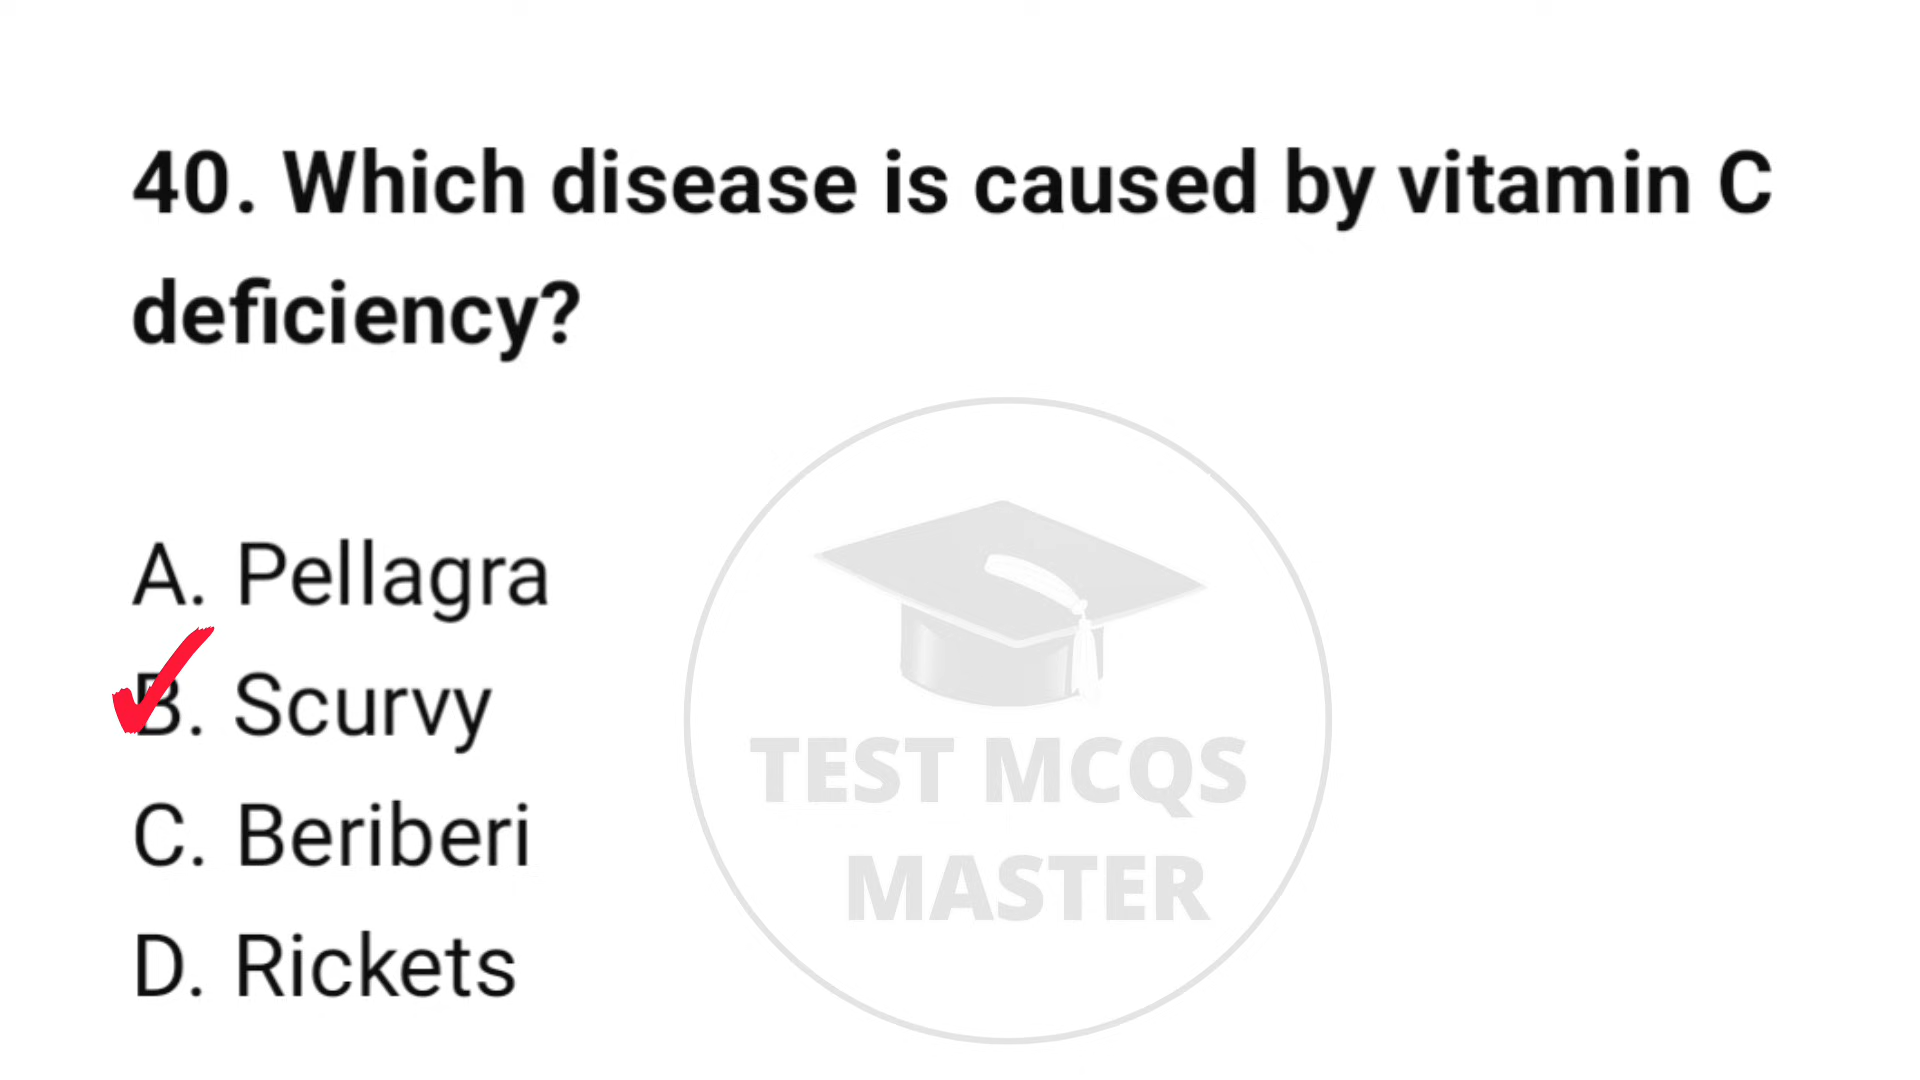 40. Which disease is caused by vitamin C
deficiency?
A. Pellagra
B. Scurvy
C. Beriberi
D. Rickets
TEST MCQS
MASTER